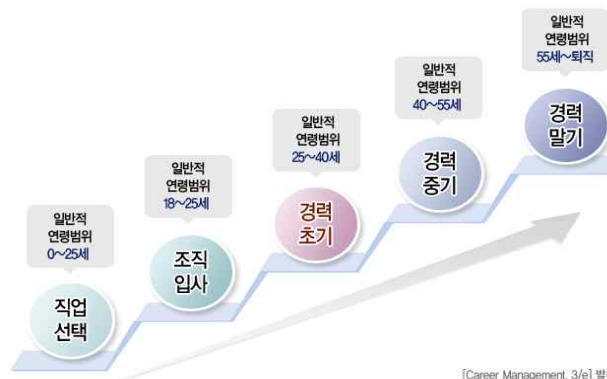 일반적
연령범위
0~25세
직업
선택
일반적
연령범위
18~25세
조직
입사
일반적
연령범위
25~40세
경력
초기
일반적
연령범위
40~55세
경력
중기
일반적
연령범위
55세~퇴직
경력
말기
[Career Management, 3/e]